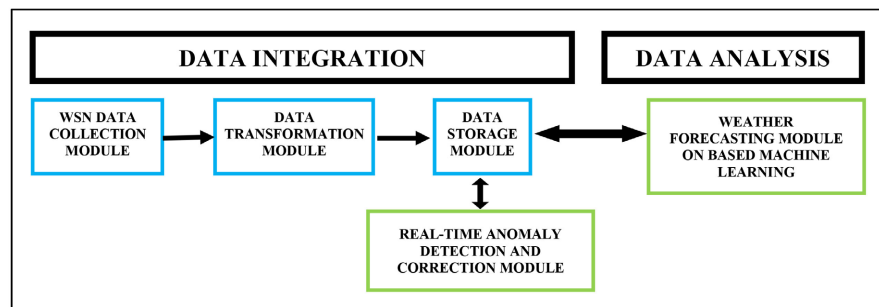 DATA INTEGRATION
DATA ANALYSIS
WSN DATA
COLLECTION
MODULE
DATA
TRANSFORMATION
MODULE
DATA
STORAGE
MODULE
WEATHER
FORECASTING MODULE
ON BASED MACHINE
LEARNING
REAL-TIME ANOMALY
DETECTION AND
CORRECTION MODULE